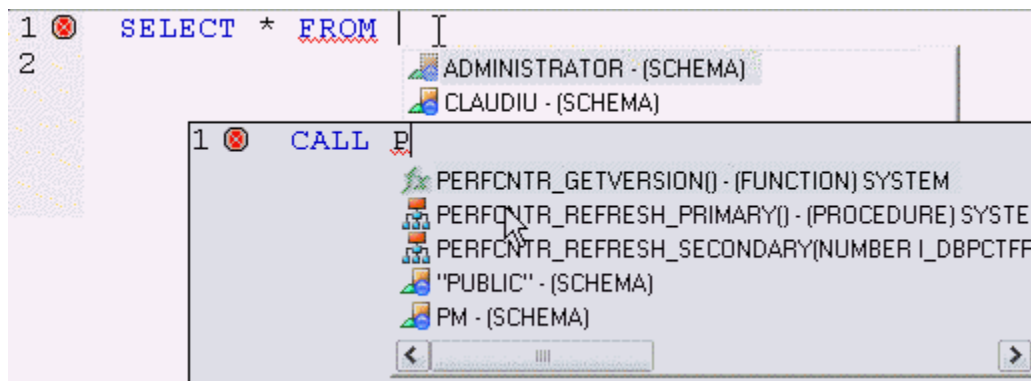 1 SELECT * FROM
2
ADMINISTRATOR - (SCHEMA)
CLAUDIU - (SCHEMA)
1 CALL P
PERFCNTR_GETVERSION() - (FUNCTION) SYSTEM
PERFCNTR_REFRESH_PRIMARY() - (PROCEDURE) SYSTE
PERFCNTR_REFRESH_SECONDARY(NUMBER I_DBPCTFR
"PUBLIC" - (SCHEMA)
PM - (SCHEMA)